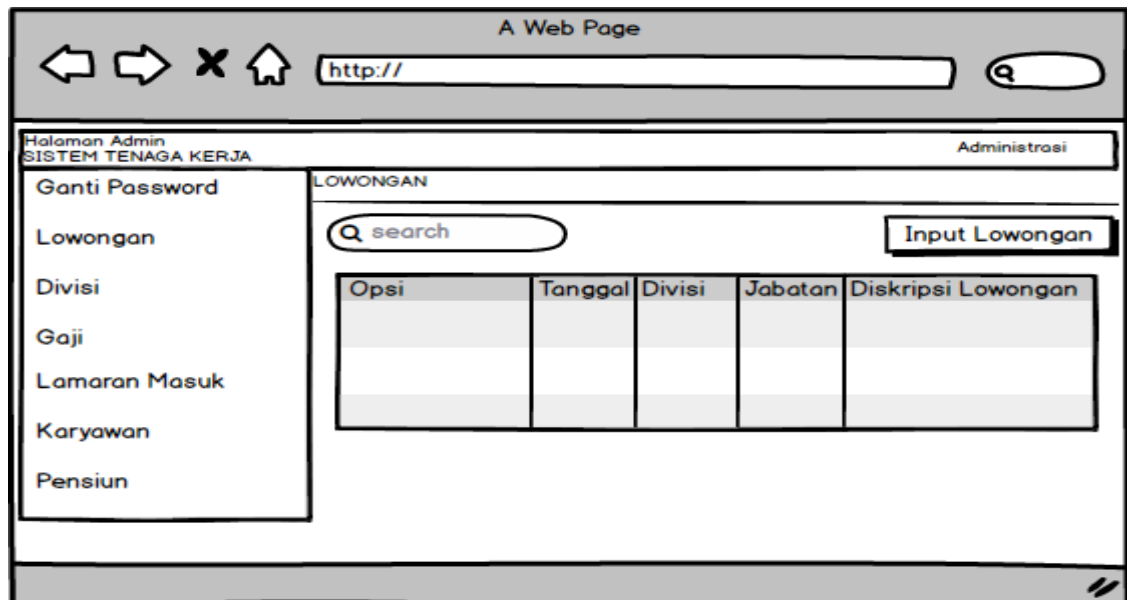 A Web Page
http://
Halaman Admin
SISTEM TENAGA KERJA
Administrasi
Ganti Password
Lowongan
Divisi
Gaji
Lamaran Masuk
Karyawan
Pensiun
LOWONGAN
search
Input Lowongan
Opsi Tanggal Divisi Jabatan Diskripsi Lowongan